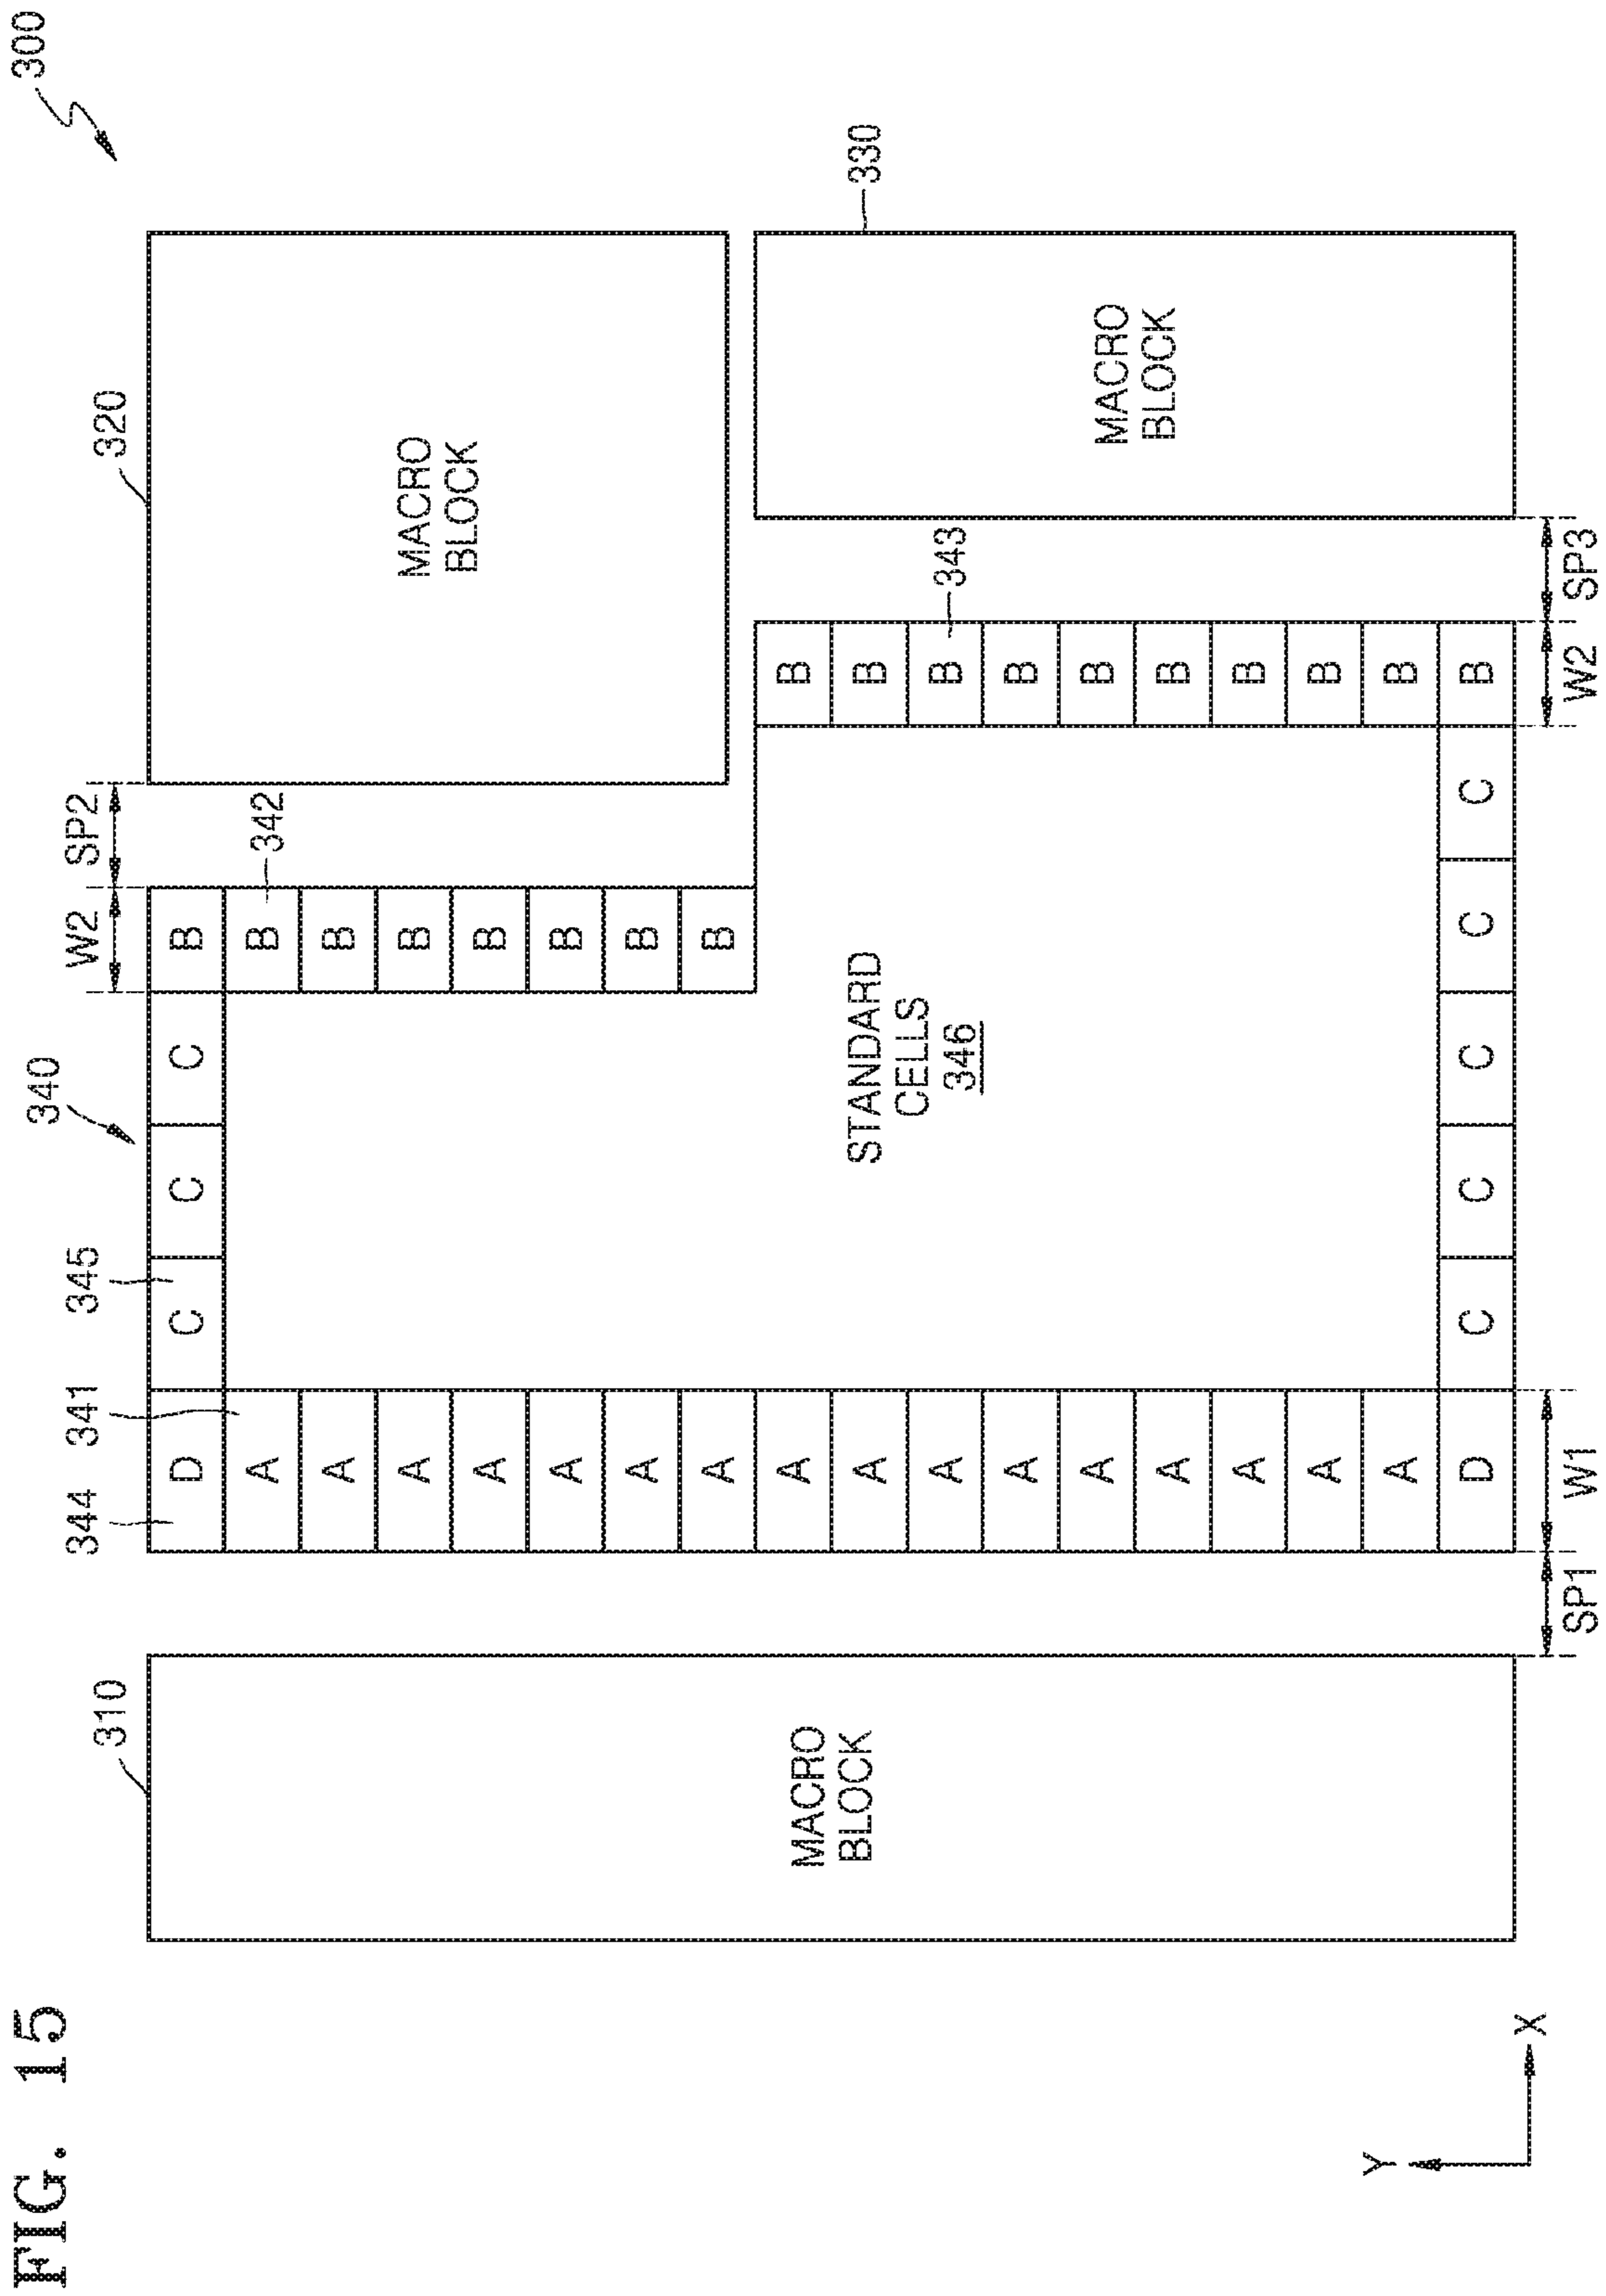 FIG. 15
300
340
344
341
345
W2
SP2
310
320
D C C C B
A B
342
A B
A B
A B
A B
A B
A B
MACRO
BLOCK
MACRO
BLOCK
330
A B
A B
A B
343
STANDARD
CELLS
346
A B
A B
A B
A B
A B
A B
MACRO
BLOCK
D C C C C C B
SP1
W1
W2
SP3
Y
X